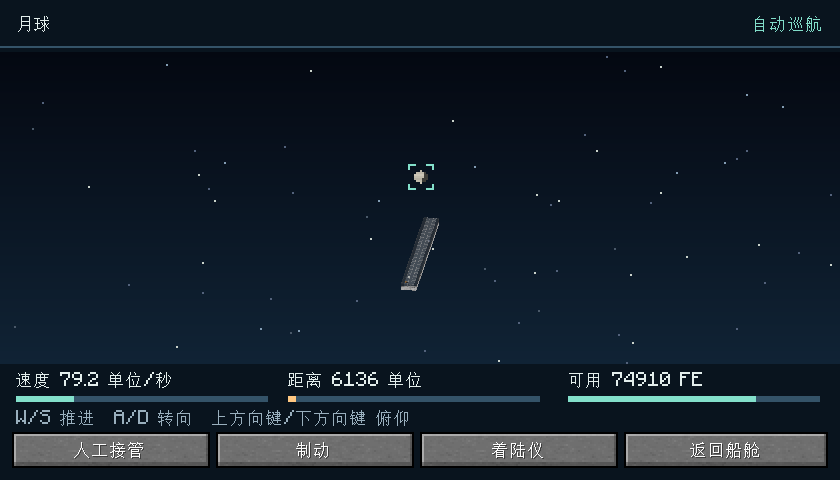 月球
自动巡航
速度 79.2 单位/秒
距离 6136 单位
可用 74910 FE
W/S 推进 A/D 转向 上方向键/下方向键 俯仰
人工接管
制动
着陆仪
返回船舱